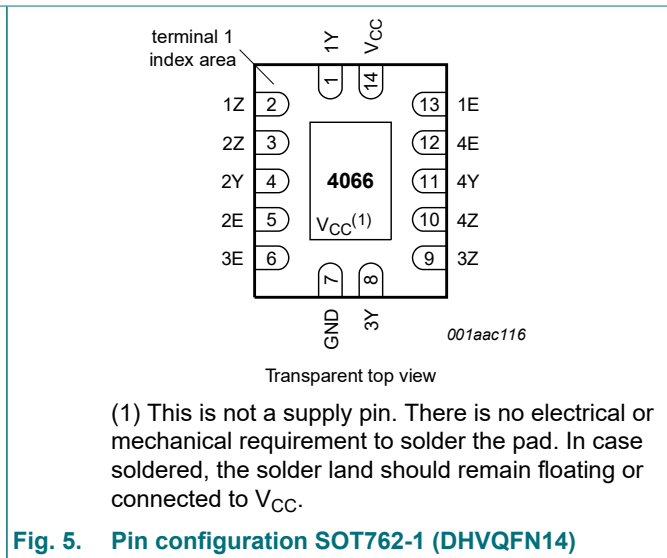 terminal 1
index area
1Y
VCC
1
14
1Z 2
13 1E
2Z 3
12 4E
2Y 4
4066
11 4Y
2E 5
VCC(1)
10 4Z
3E 6
9 3Z
7
8
GND
3Y
001aac116
Transparent top view
(1) This is not a supply pin. There is no electrical or
mechanical requirement to solder the pad. In case
soldered, the solder land should remain floating or
connected to VCC.
Fig. 5. Pin configuration SOT762-1 (DHVQFN14)